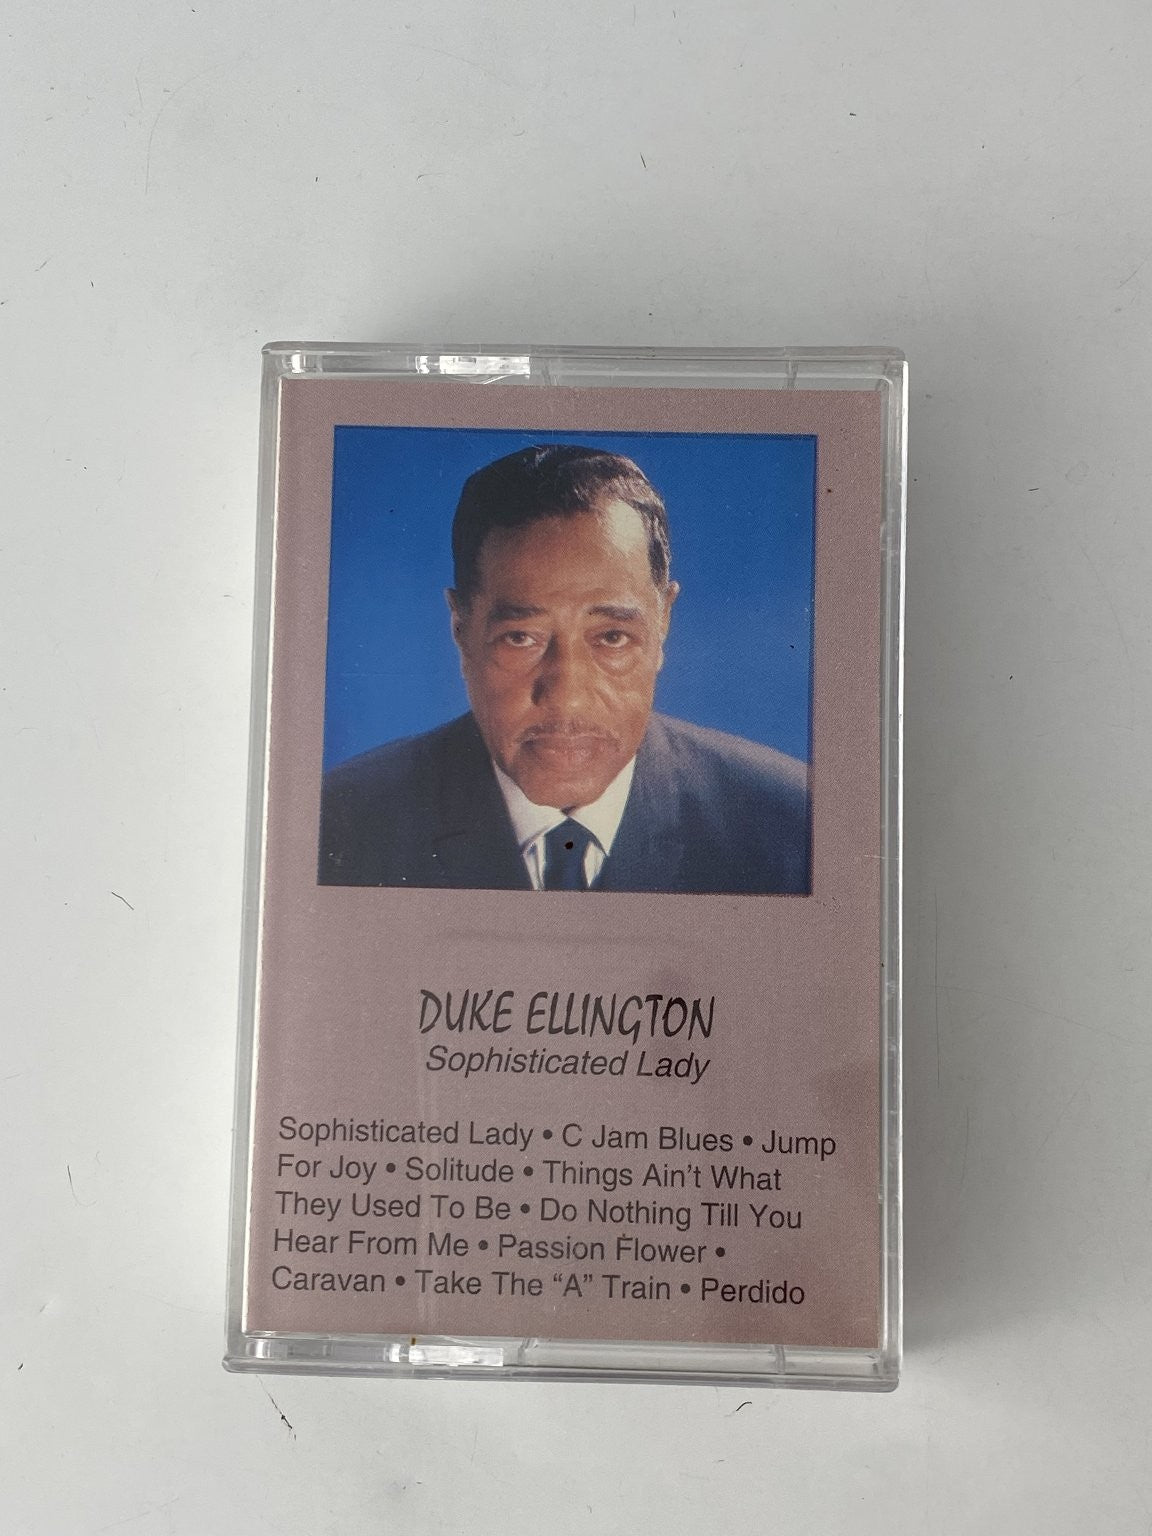 DUKE ELLINGTON
Sophisticated Lady
Sophisticated Lady • C Jam Blues • Jump
For Joy • Solitude • Things Ain't What
They Used To Be • Do Nothing Till You
Hear From Me • Passion Flower •
Caravan • Take The “A” Train • Perdido